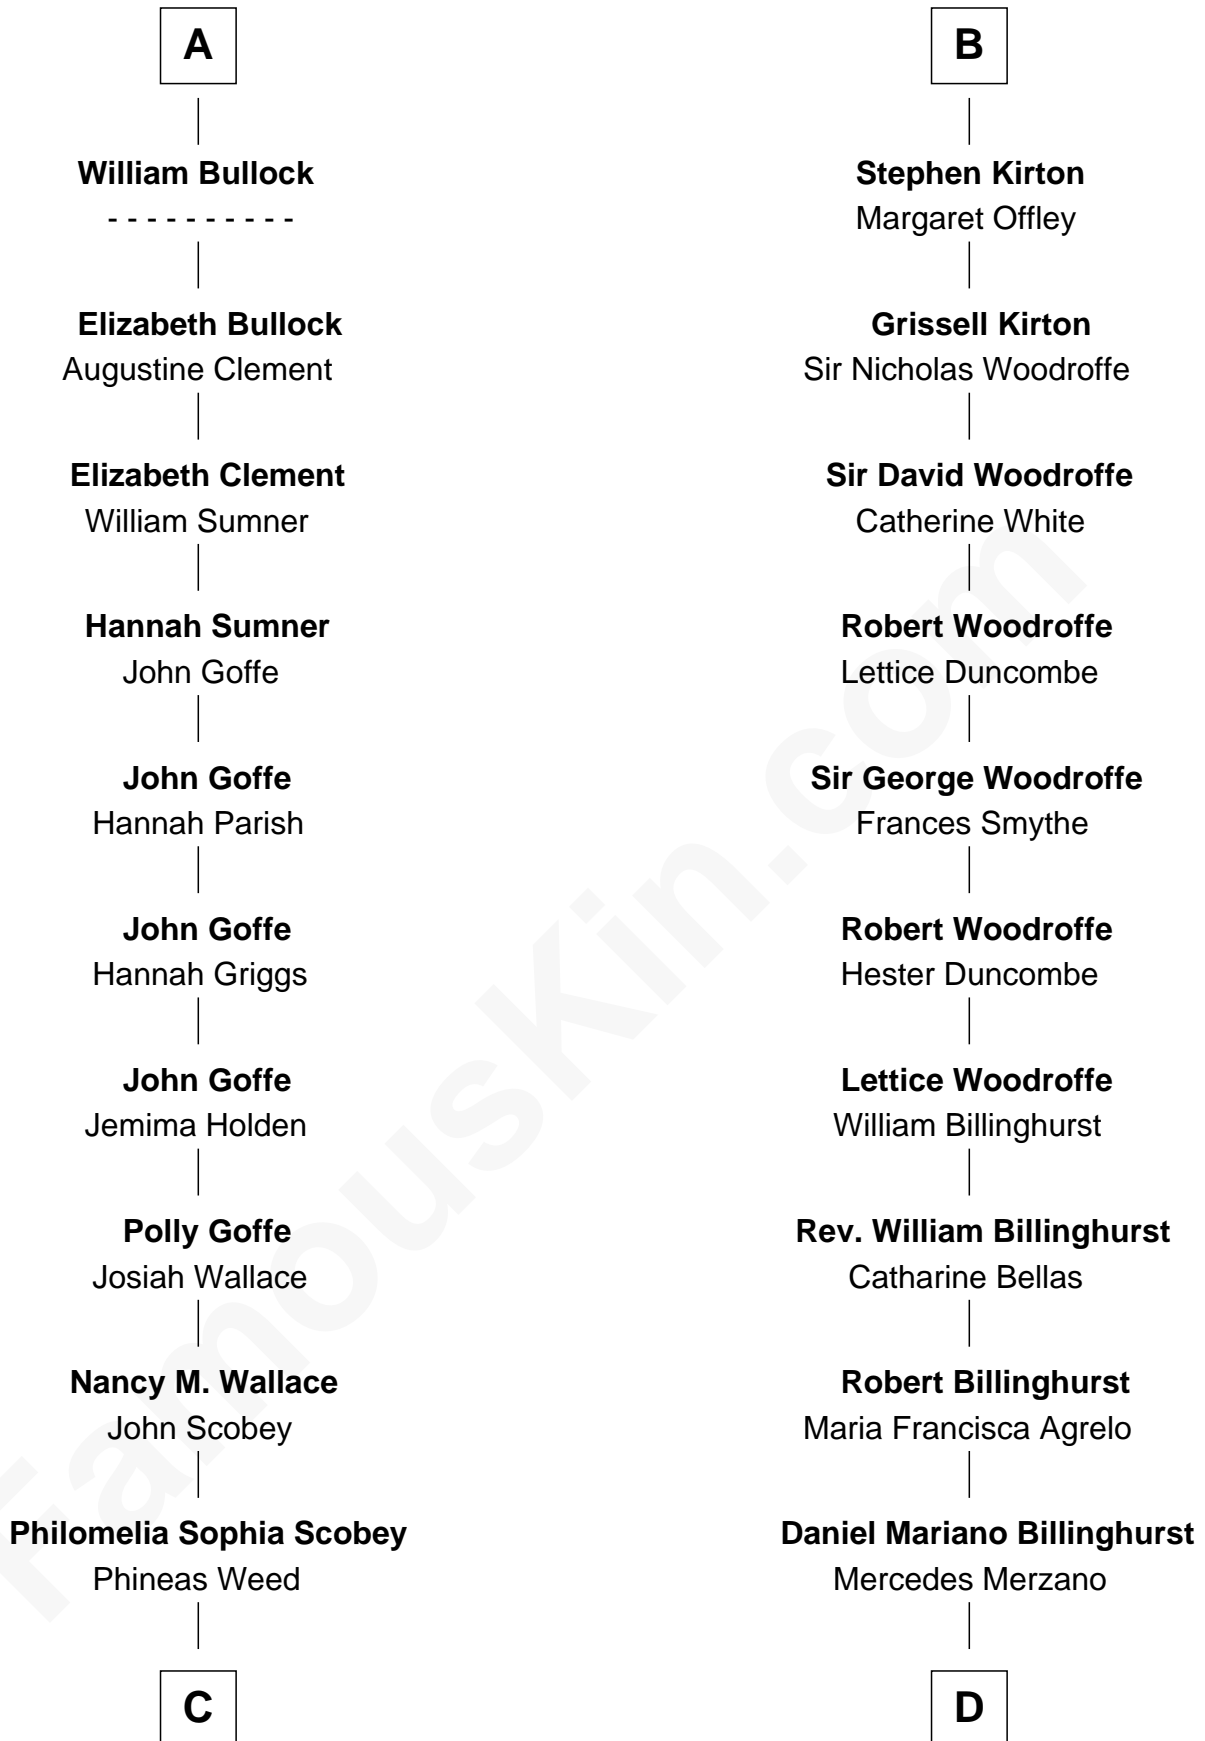 A
William Bullock
- - - - - - - - - -
Elizabeth Bullock
Augustine Clement
Elizabeth Clement
William Sumner
Hannah Sumner
John Goffe
John Goffe
Hannah Parish
John Goffe
Hannah Griggs
John Goffe
Jemima Holden
Polly Goffe
Josiah Wallace
Nancy M. Wallace
John Scobey
Philomelia Sophia Scobey
Phineas Weed
C
B
Stephen Kirton
Margaret Offley
Grissell Kirton
Sir Nicholas Woodroffe
Sir David Woodroffe
Catherine White
Robert Woodroffe
Lettice Duncombe
Sir George Woodroffe
Frances Smythe
Robert Woodroffe
Hester Duncombe
Lettice Woodroffe
William Billinghurst
Rev. William Billinghurst
Catharine Bellas
Robert Billinghurst
Maria Francisca Agrelo
Daniel Mariano Billinghurst
Mercedes Merzano
D
FamousKin.com